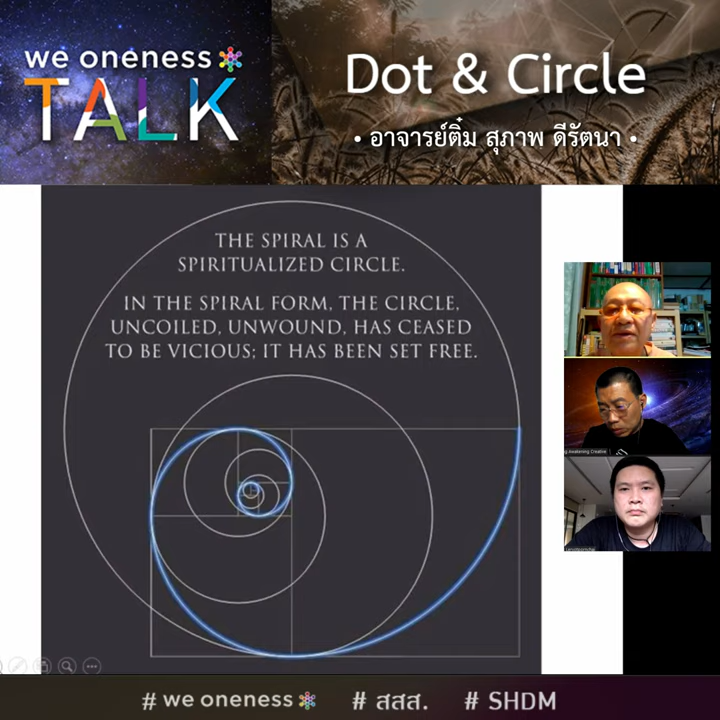 we oneness
TALK
Dot & Circle
• อาจารย์ติ๋ม สุภาพ ดีรัตนา •
THE SPIRAL IS A
SPIRITUALIZED CIRCLE.
IN THE SPIRAL FORM, THE CIRCLE,
UNCOILED, UNWOUND, HAS CEASED
TO BE VICIOUS; IT HAS BEEN SET FREE.
Awakening Creative
# we oneness # สสส. # SHDM